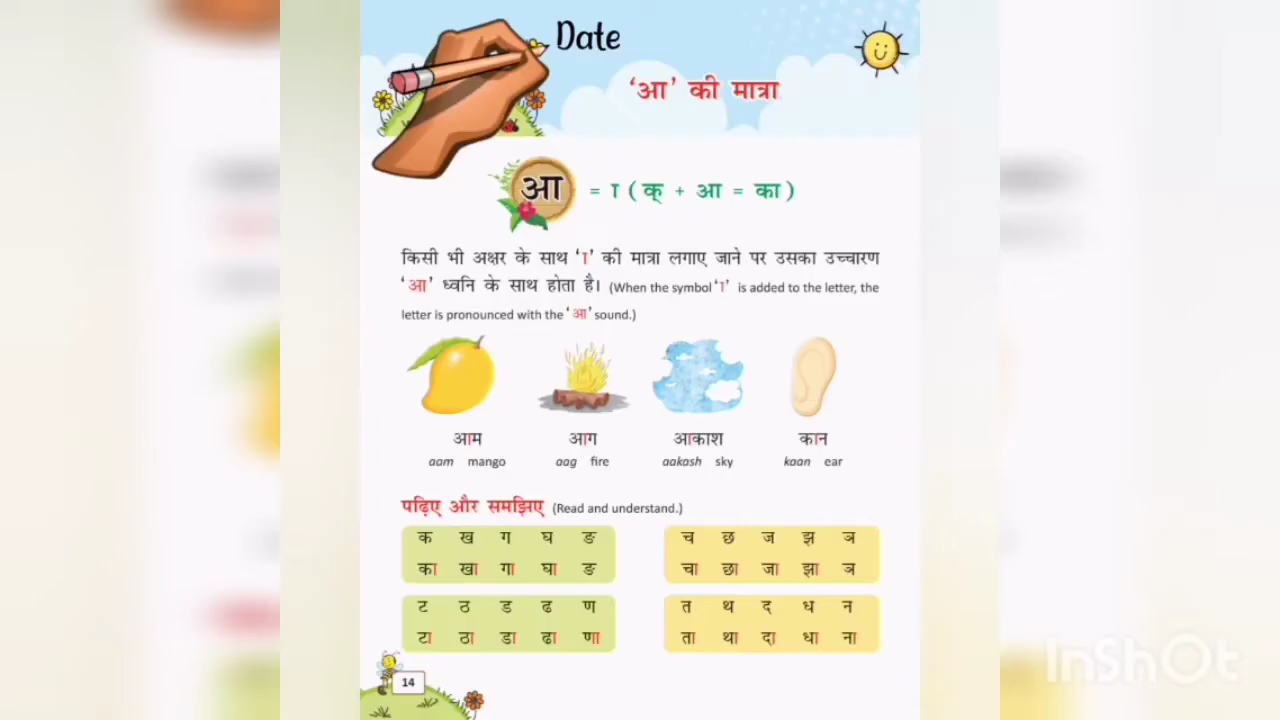 Date
‘आ’ की मात्रा
आ = ा ( क् + आ = का )
किसी भी अक्षर के साथ ‘ा’ की मात्रा लगाए जाने पर उसका उच्चारण
‘आ’ ध्वनि के साथ होता है। (When the symbol ‘ा’ is added to the letter, the
letter is pronounced with the ‘आ’ sound.)
आम आग आकाश कान
aam mango aag fire aakash sky kaan ear
पढ़िए और समझिए (Read and understand.)
क ख ग घ ङ च छ ज झ ञ
का खा गा घा ङ चा छा जा झा ञ
ट ठ ड ढ ण त थ द ध न
टा ठा डा ढा णा ता था दा धा ना
14
InShOt